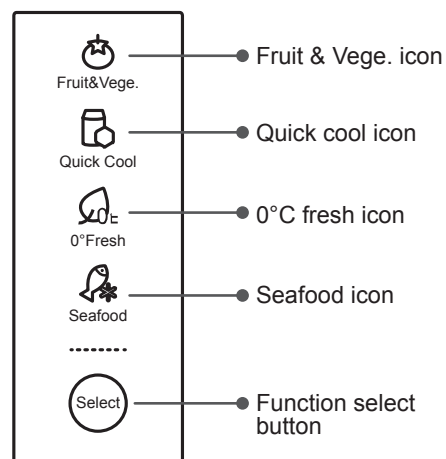 Fruit&Vege.
Fruit & Vege. icon
Quick Cool
Quick cool icon
0°Fresh
0°C fresh icon
Seafood
Seafood icon
Select
Function select
button